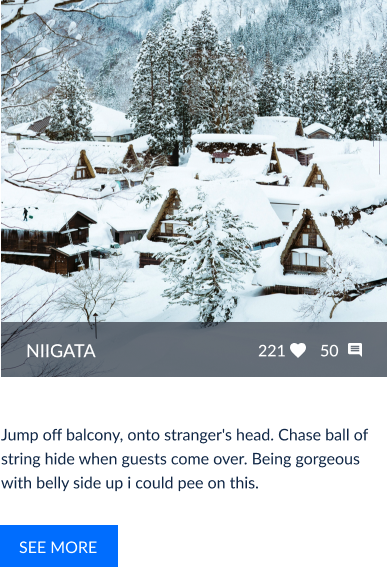 NIIGATA 221 50
Jump off balcony, onto stranger's head. Chase ball of
string hide when guests come over. Being gorgeous
with belly side up i could pee on this.
SEE MORE